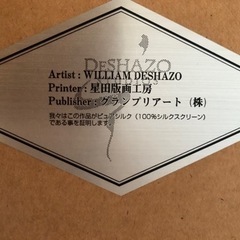 DESHAZO
Artist : WILLIAM DESHAZO
Printer : 星田版画工房
Publisher : グランプリアート（株）
我々はこの作品がピュアシルク（100%シルクスクリーン）
である事を証明します。